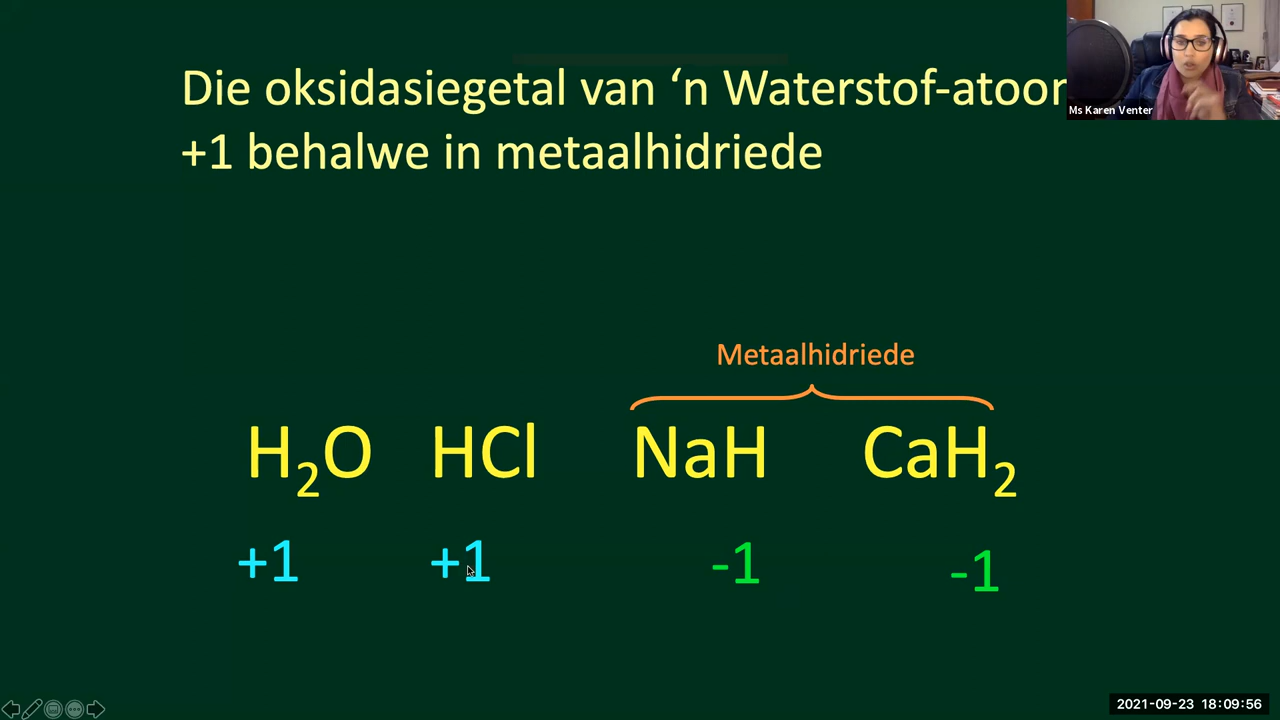 Die oksidasiegetal van ‘n Waterstof-atoom
+1 behalwe in metaalhidriede
Ms Karen Venter
Metaalhidriede
H₂O HCl NaH CaH₂
+1 +1 -1 -1
2021-09-23 18:09:56